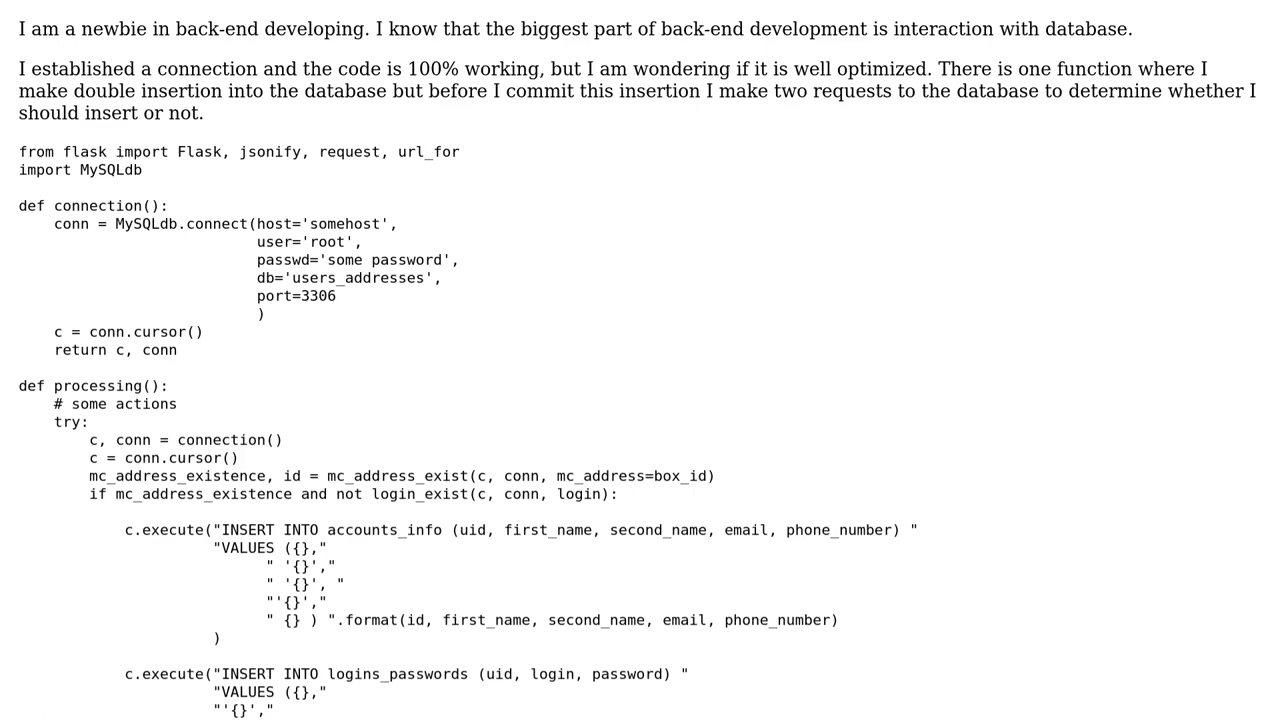 I am a newbie in back-end developing. I know that the biggest part of back-end development is interaction with database.
I established a connection and the code is 100% working, but I am wondering if it is well optimized. There is one function where I
make double insertion into the database but before I commit this insertion I make two requests to the database to determine whether I
should insert or not.
from flask import Flask, jsonify, request, url_for
import MySQLdb
def connection():
    conn = MySQLdb.connect(host='somehost',
                           user='root',
                           passwd='some password',
                           db='users_addresses',
                           port=3306
                           )
    c = conn.cursor()
    return c, conn
def processing():
    # some actions
    try:
        c, conn = connection()
        c = conn.cursor()
        mc_address_existence, id = mc_address_exist(c, conn, mc_address=box_id)
        if mc_address_existence and not login_exist(c, conn, login):
            c.execute("INSERT INTO accounts_info (uid, first_name, second_name, email, phone_number) "
                      "VALUES ({},"
                            " '{}',"
                            " '{}', "
                            "'{}',"
                            " {} ) ".format(id, first_name, second_name, email, phone_number)
                      )
            c.execute("INSERT INTO logins_passwords (uid, login, password) "
                      "VALUES ({},"
                      "'{}',"